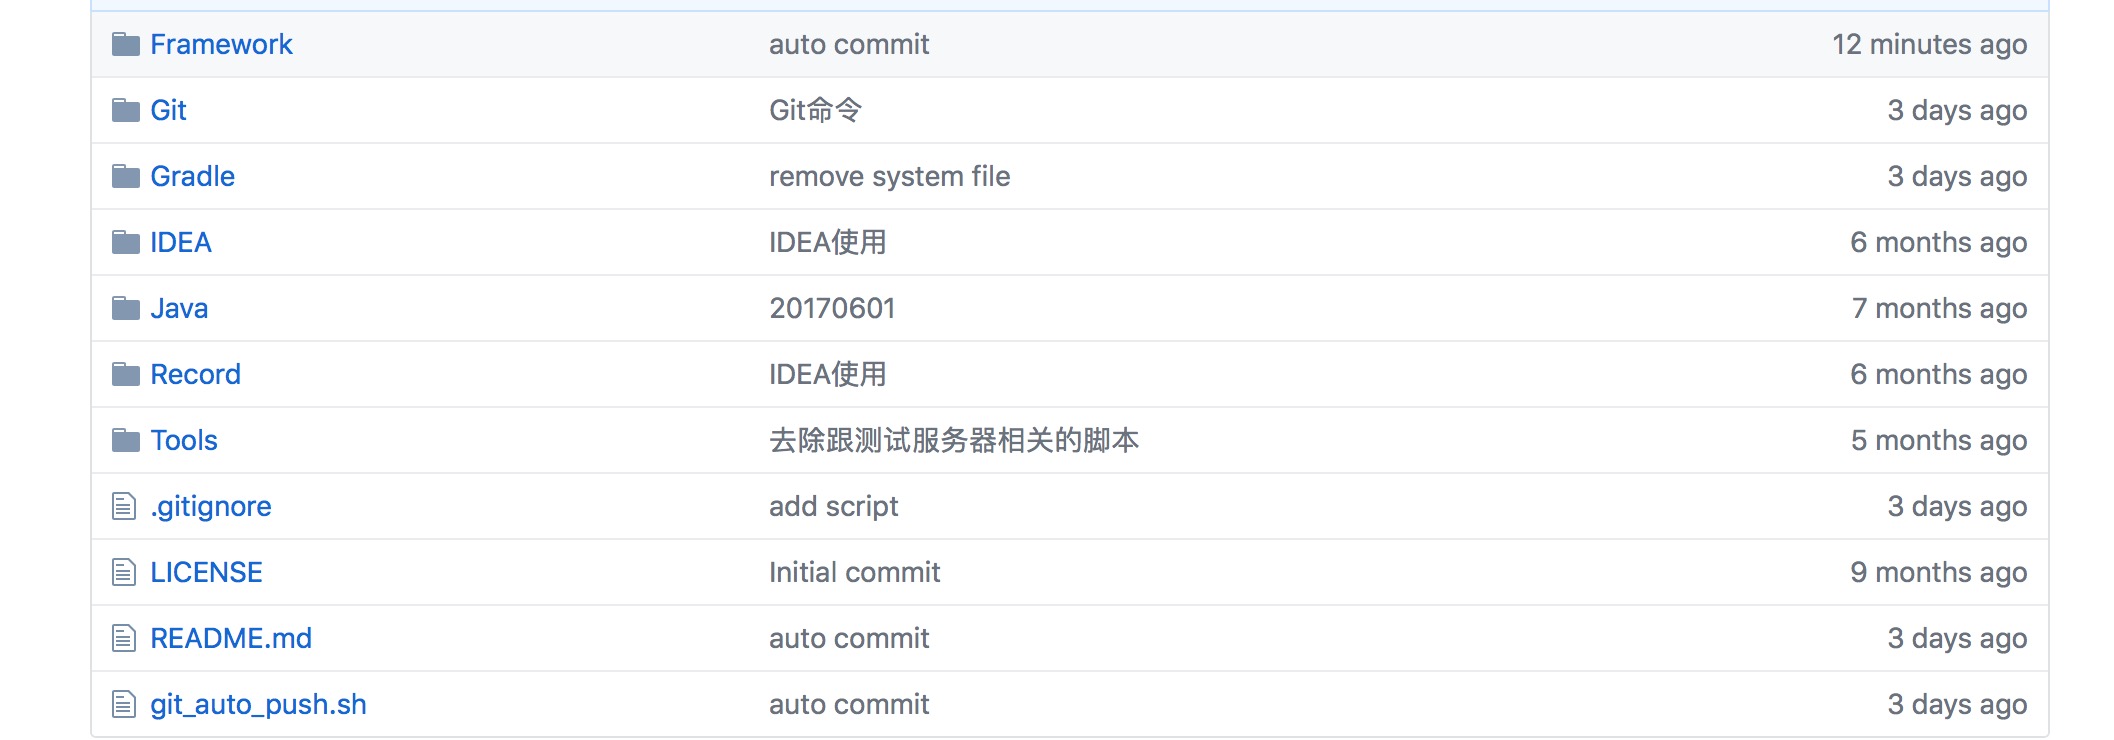 Framework auto commit 12 minutes ago
Git Git命令 3 days ago
Gradle remove system file 3 days ago
IDEA IDEA使用 6 months ago
Java 20170601 7 months ago
Record IDEA使用 6 months ago
Tools 去除跟测试服务器相关的脚本 5 months ago
.gitignore add script 3 days ago
LICENSE Initial commit 9 months ago
README.md auto commit 3 days ago
git_auto_push.sh auto commit 3 days ago